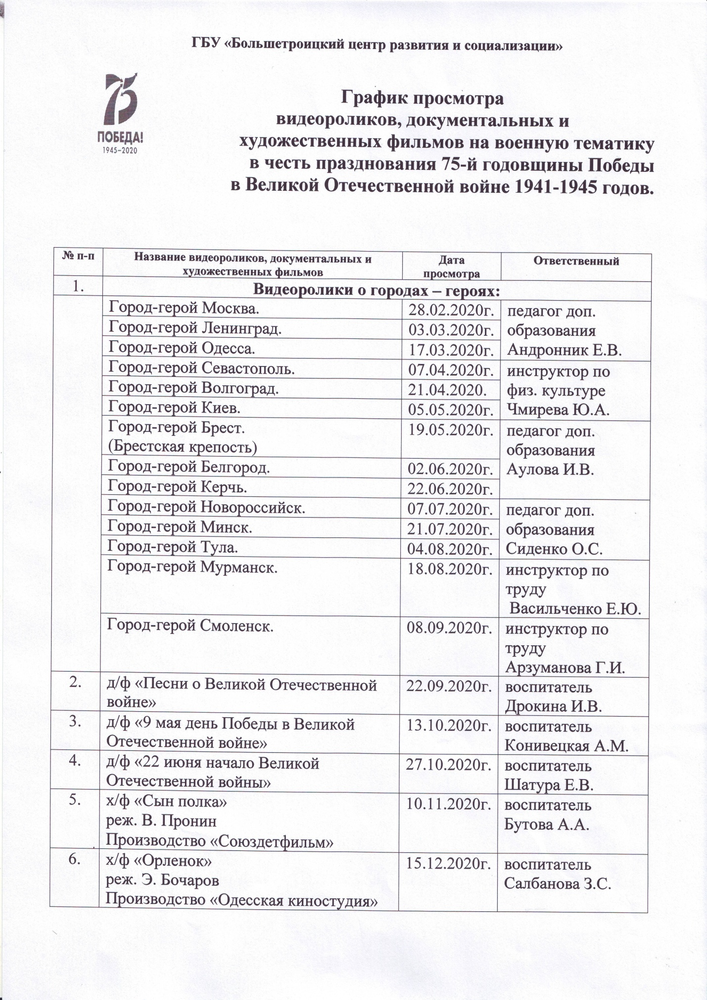 ГБУ «Большетроицкий центр развития и социализации»
ПОБЕДА!
1945–2020
График просмотра
видеороликов, документальных и
художественных фильмов на военную тематику
в честь празднования 75-й годовщины Победы
в Великой Отечественной войне 1941-1945 годов.
№ п-п Название видеороликов, документальных и Дата Ответственный
художественных фильмов просмотра
1. Видеоролики о городах – героях:
Город-герой Москва. 28.02.2020г. педагог доп.
Город-герой Ленинград. 03.03.2020г. образования
Город-герой Одесса. 17.03.2020г. Андронник Е.В.
Город-герой Севастополь. 07.04.2020г. инструктор по
Город-герой Волгоград. 21.04.2020. физ. культуре
Город-герой Киев. 05.05.2020г. Чмирева Ю.А.
Город-герой Брест. 19.05.2020г. педагог доп.
(Брестская крепость) образования
Город-герой Белгород. 02.06.2020г. Аулова И.В.
Город-герой Керчь. 22.06.2020г.
Город-герой Новороссийск. 07.07.2020г. педагог доп.
Город-герой Минск. 21.07.2020г. образования
Город-герой Тула. 04.08.2020г. Сиденко О.С.
Город-герой Мурманск. 18.08.2020г. инструктор по
труду
Васильченко Е.Ю.
Город-герой Смоленск. 08.09.2020г. инструктор по
труду
Арзуманова Г.И.
2. д/ф «Песни о Великой Отечественной 22.09.2020г. воспитатель
войне» Дрокина И.В.
3. д/ф «9 мая день Победы в Великой 13.10.2020г. воспитатель
Отечественной войне» Конивецкая А.М.
4. д/ф «22 июня начало Великой 27.10.2020г. воспитатель
Отечественной войны» Шатура Е.В.
5. х/ф «Сын полка» 10.11.2020г. воспитатель
реж. В. Пронин Бутова А.А.
Производство «Союздетфильм»
6. х/ф «Орленок» 15.12.2020г. воспитатель
реж. Э. Бочаров Салбанова З.С.
Производство «Одесская киностудия»